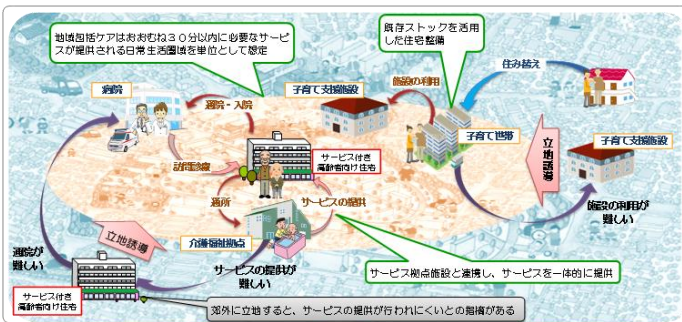 地域包括ケアはおおむね３０分以内に必要なサービ
スが提供される日常生活圏域を単位として想定
既存ストックを活用
した住宅整備
病院
通院・入院
子育て支援施設
施設の利用
住み替え
子育て世帯
子育て支援施設
立地誘導
訪問診療
サービス付き
高齢者向け住宅
通所
サービスの提供
施設の利用が
難しい
介護福祉拠点
立地誘導
通院が
難しい
サービスの提供が
難しい
サービス拠点施設と連携し、サービスを一体的に提供
サービス付き
高齢者向け住宅
郊外に立地すると、サービスの提供が行われにくいとの指摘がある